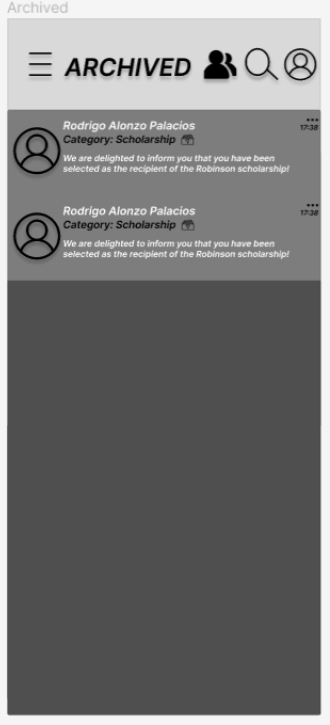 Archived
ARCHIVED
Rodrigo Alonzo Palacios
17:38
Category: Scholarship
We are delighted to inform you that you have been
selected as the recipient of the Robinson scholarship!
Rodrigo Alonzo Palacios
17:38
Category: Scholarship
We are delighted to inform you that you have been
selected as the recipient of the Robinson scholarship!